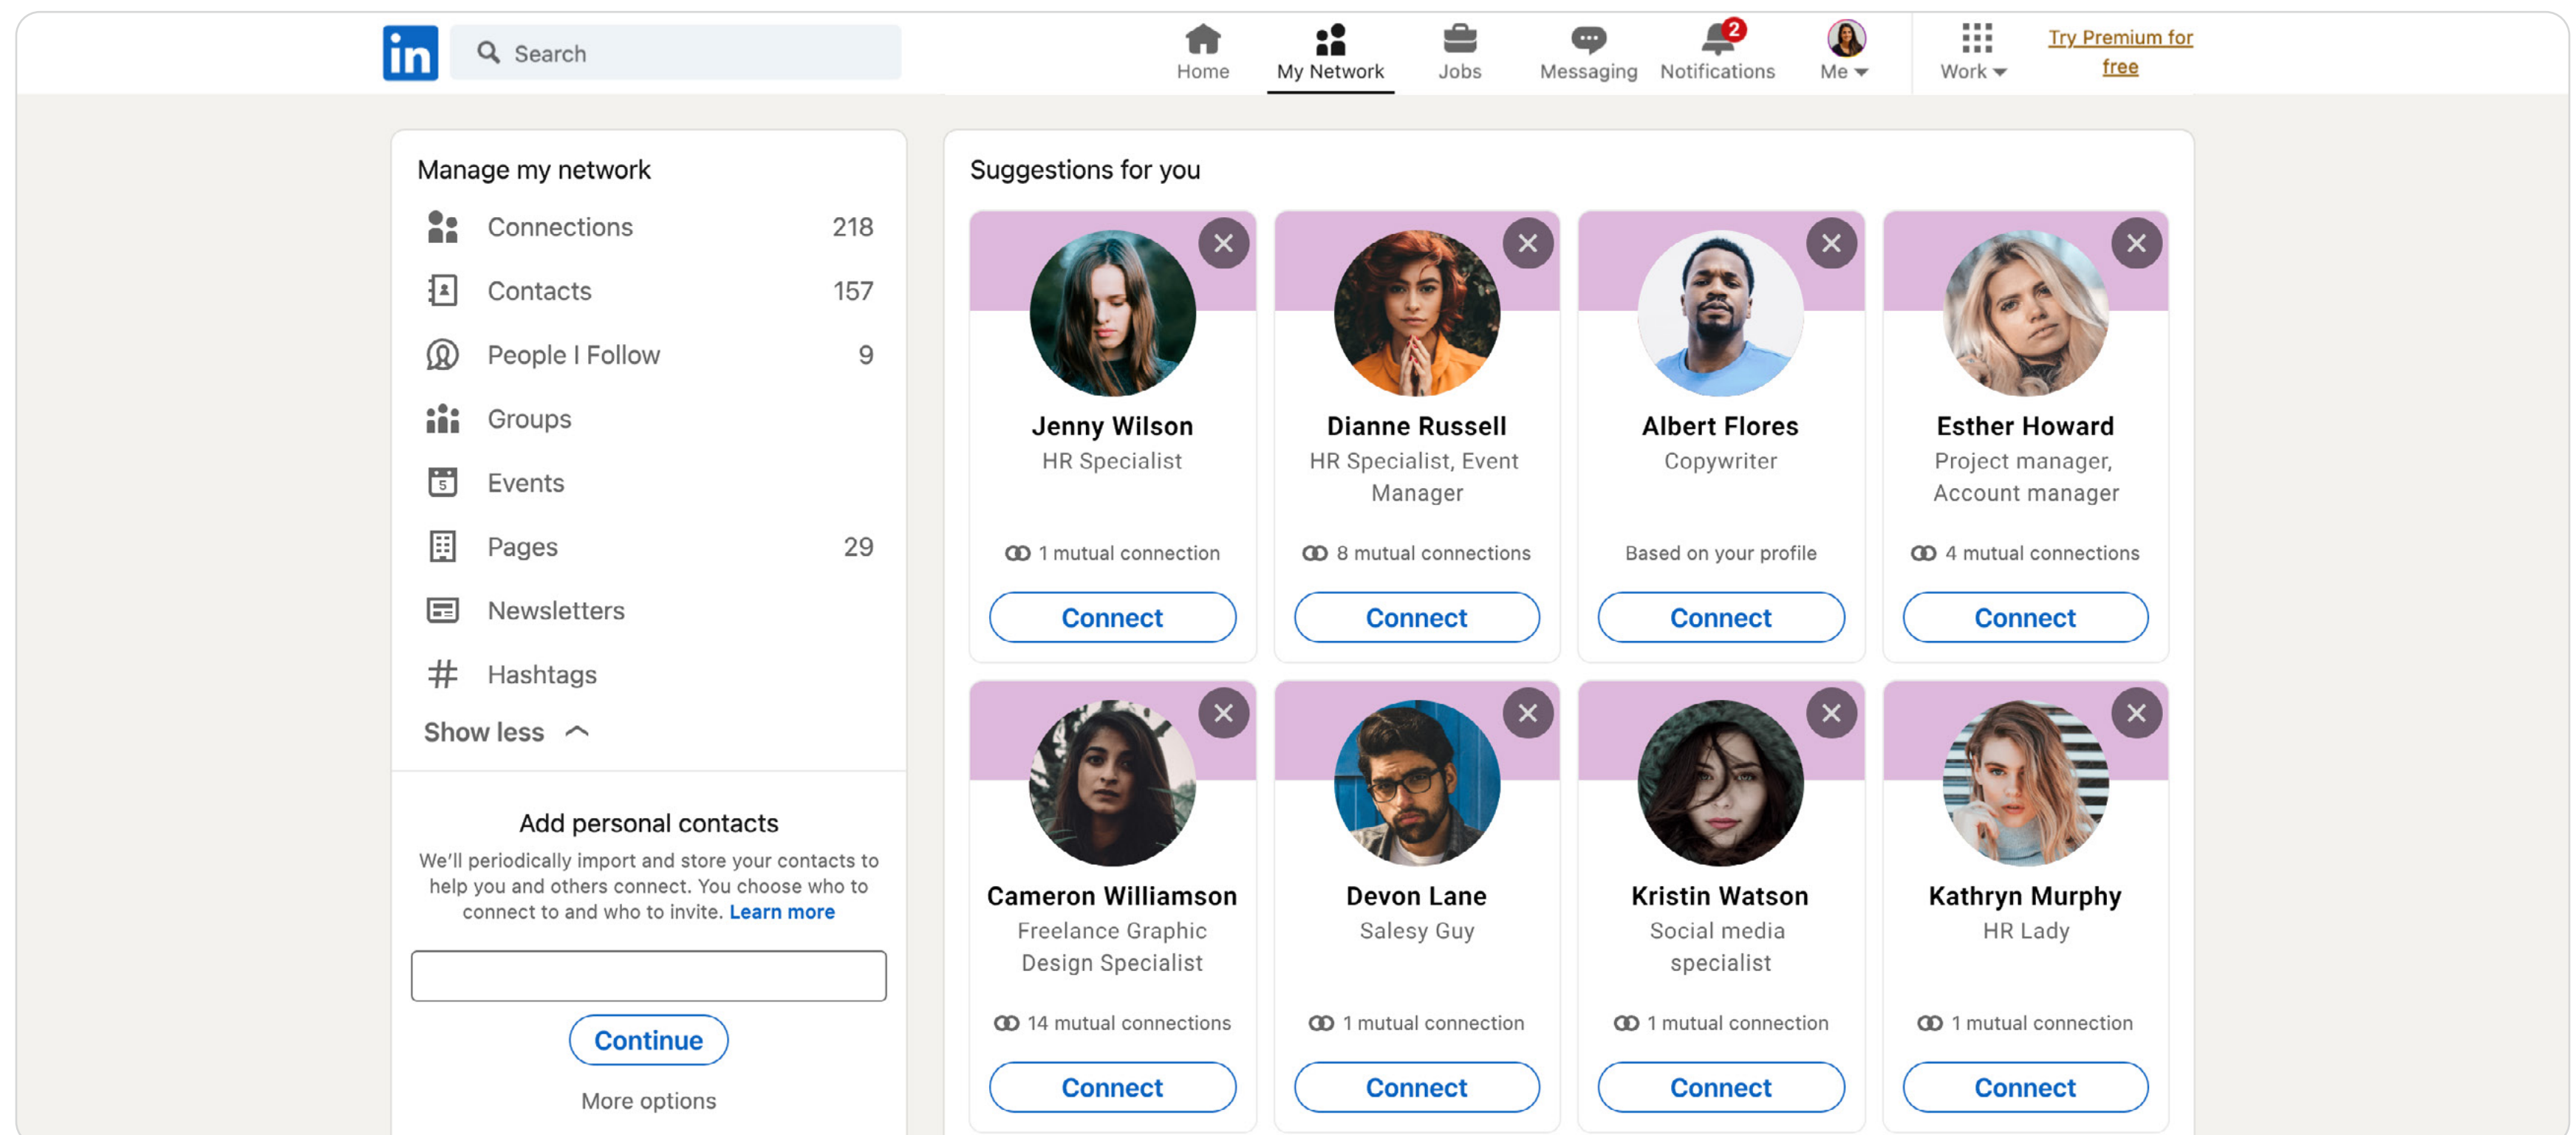 in
Search
Home
My Network
Jobs
Messaging
2
Notifications
Me
Work
Try Premium for
free
Manage my network
Connections 218
Contacts 157
People I Follow 9
Groups
5
Events
Pages 29
Newsletters
# Hashtags
Show less
Add personal contacts
We'll periodically import and store your contacts to
help you and others connect. You choose who to
connect to and who to invite. Learn more
Continue
More options
Suggestions for you
Jenny Wilson
HR Specialist
1 mutual connection
Connect
Dianne Russell
HR Specialist, Event
Manager
8 mutual connections
Connect
Albert Flores
Copywriter
Based on your profile
Connect
Esther Howard
Project manager,
Account manager
4 mutual connections
Connect
Cameron Williamson
Freelance Graphic
Design Specialist
14 mutual connections
Connect
Devon Lane
Salesy Guy
1 mutual connection
Connect
Kristin Watson
Social media
specialist
1 mutual connection
Connect
Kathryn Murphy
HR Lady
1 mutual connection
Connect